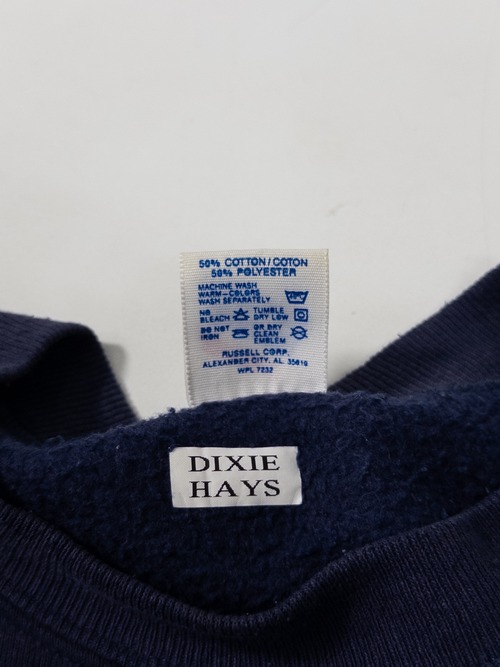 50% COTTON/COTON
50% POLYESTER
MACHINE WASH
WARM-COLORS
WASH SEPARATELY
NO BLEACH
TUMBLE DRY LOW
DO NOT IRON
OR DRY CLEAN EMBLEM
RUSSELL CORP.
ALEXANDER CITY, AL 35010
WPL 7232
DIXIE
HAYS